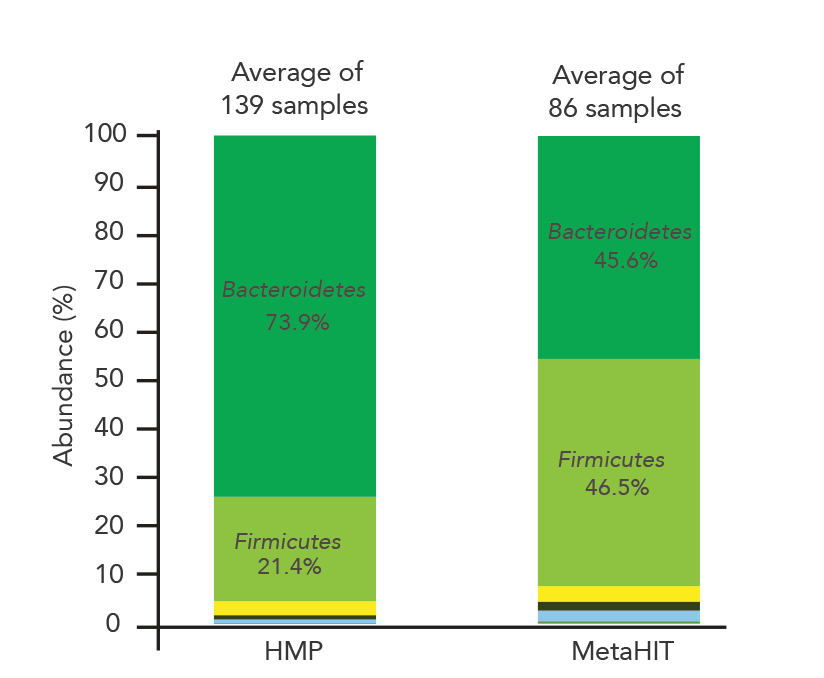 Average of
139 samples
Average of
86 samples
100
90
80
70
60
50
40
30
20
10
0
Abundance (%)
Bacteroidetes
73.9%
Firmicutes
21.4%
Bacteroidetes
45.6%
Firmicutes
46.5%
HMP
MetaHIT